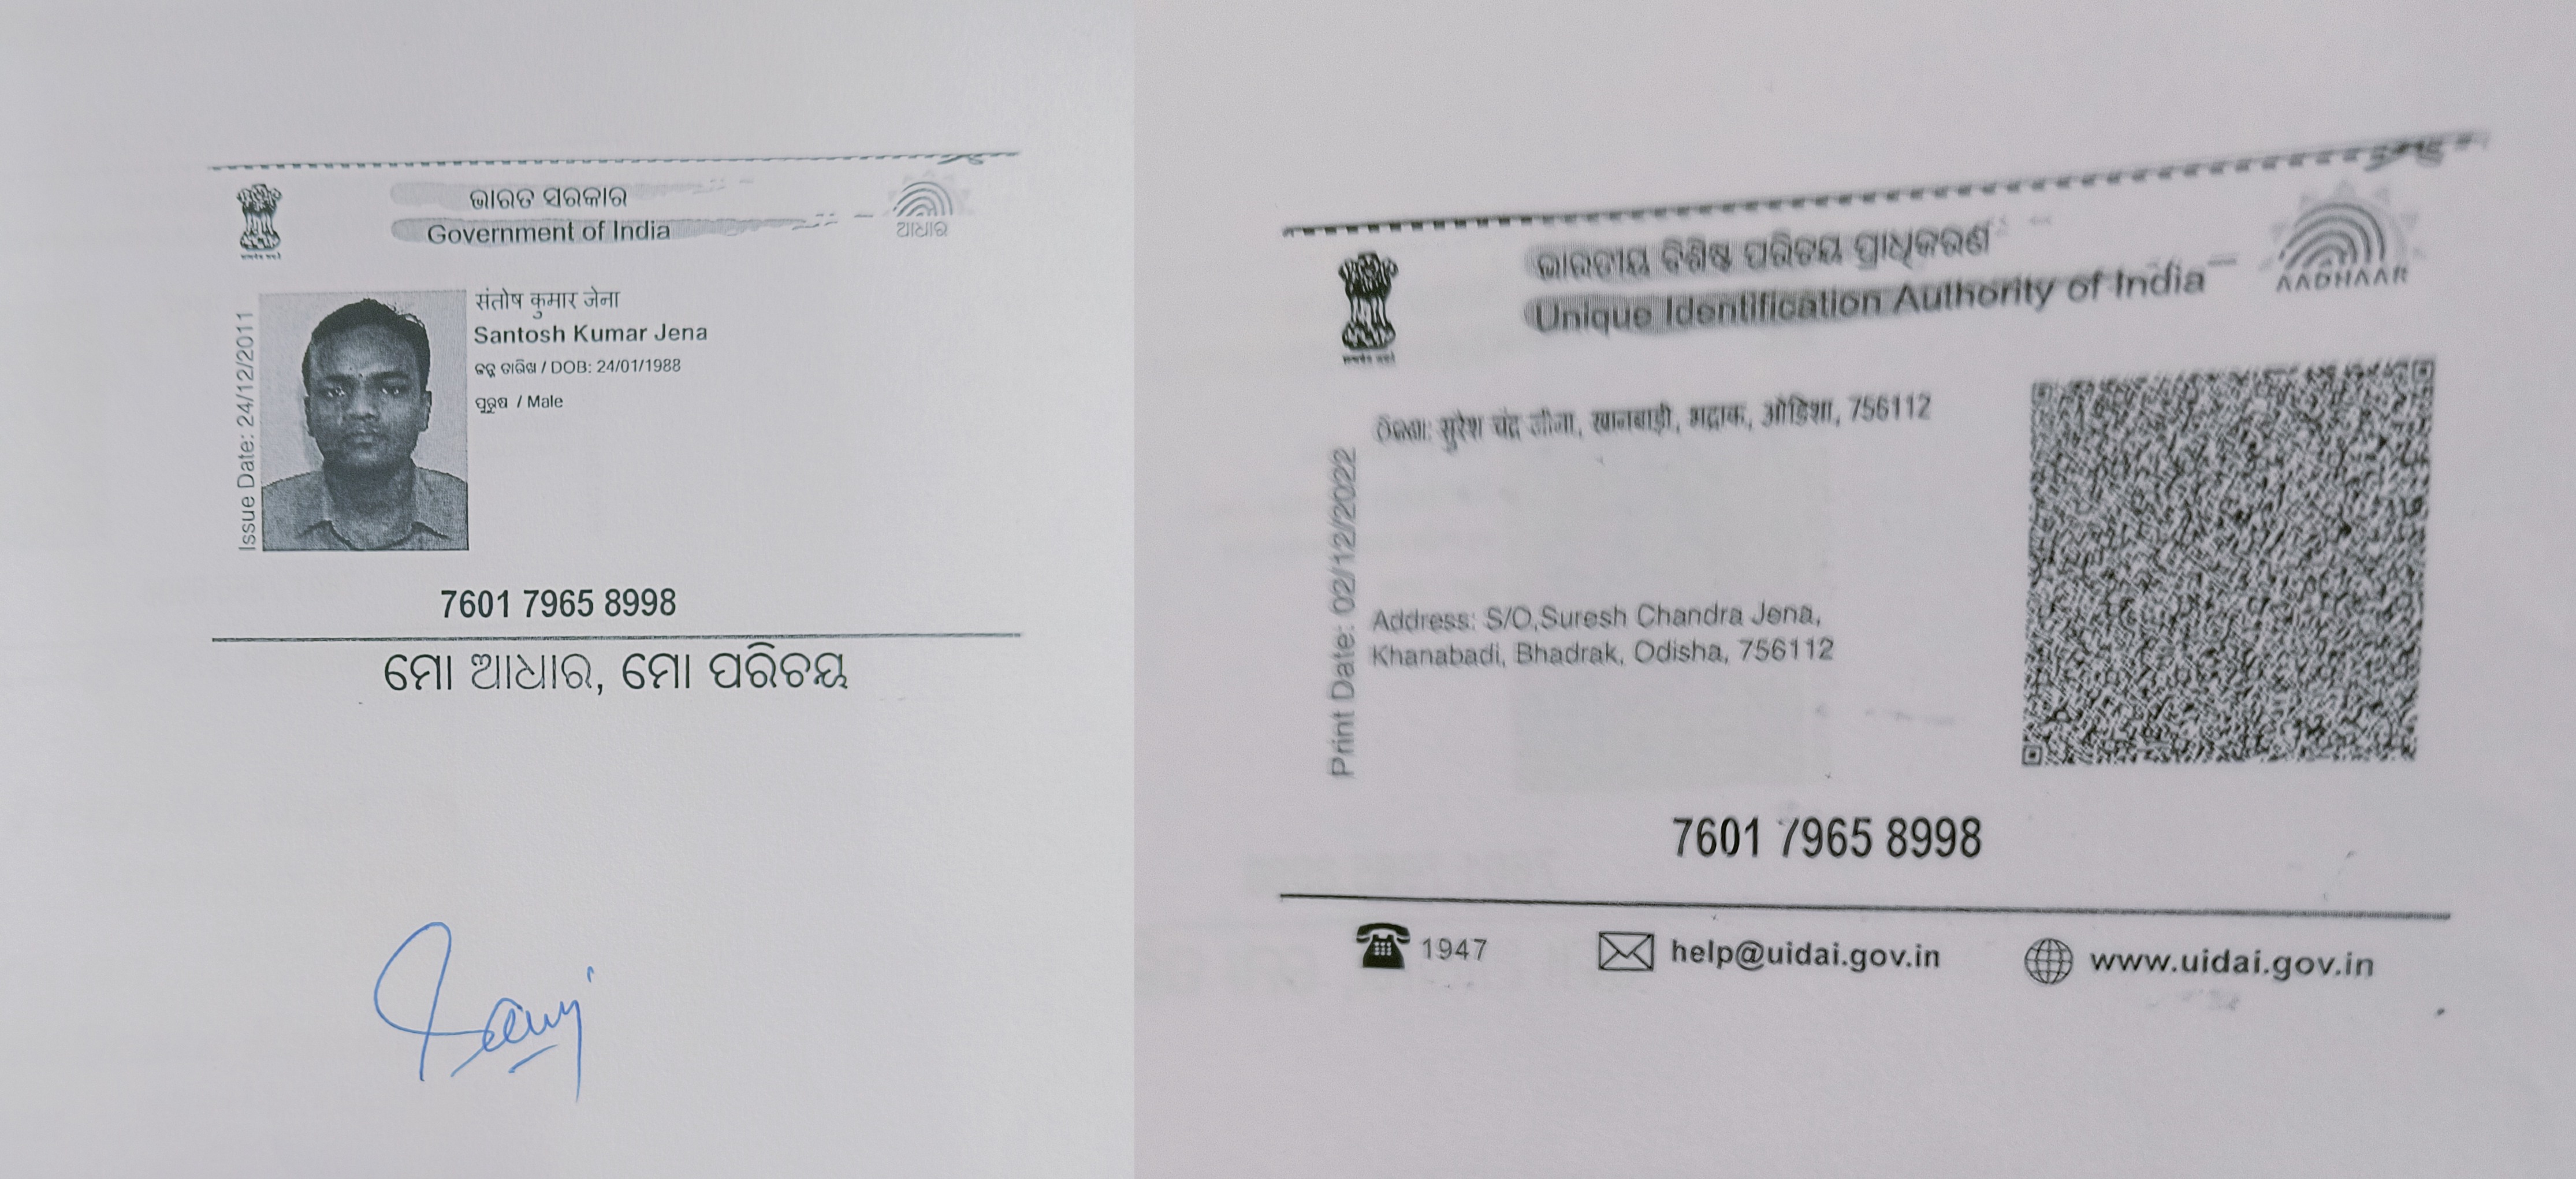 ଭାରତ ସରକାର
Government of India
ଆଧାର
Issue Date: 24/12/2011
संतोष कुमार जेना
Santosh Kumar Jena
ଜନ୍ମ ତାରିଖ / DOB: 24/01/1988
ପୁରୁଷ / Male
7601 7965 8998
ମୋ ଆଧାର, ମୋ ପରିଚୟ
ଭାରତୀୟ ବିଶିଷ୍ଟ ପରିଚୟ ପ୍ରାଧିକରଣ
Unique Identification Authority of India
AADHAAR
Print Date: 02/12/2022
ଠିକଣା: सुरेश चंद्र जीना, खानबाड़ी, भद्राक, ओडिशा, 756112
Address: S/O,Suresh Chandra Jena,
Khanabadi, Bhadrak, Odisha, 756112
7601 7965 8998
1947
help@uidai.gov.in
www.uidai.gov.in